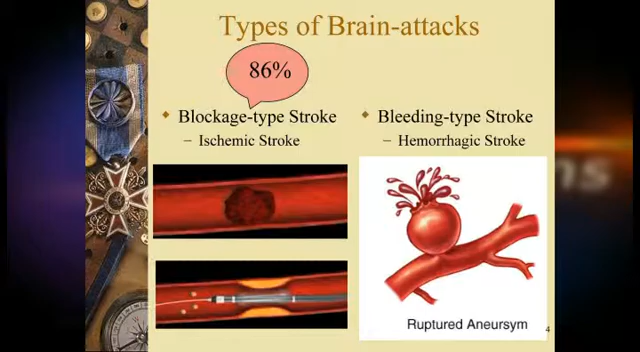 Types of Brain-attacks
86%
Blockage-type Stroke
– Ischemic Stroke
Bleeding-type Stroke
– Hemorrhagic Stroke
Ruptured Aneursym
4